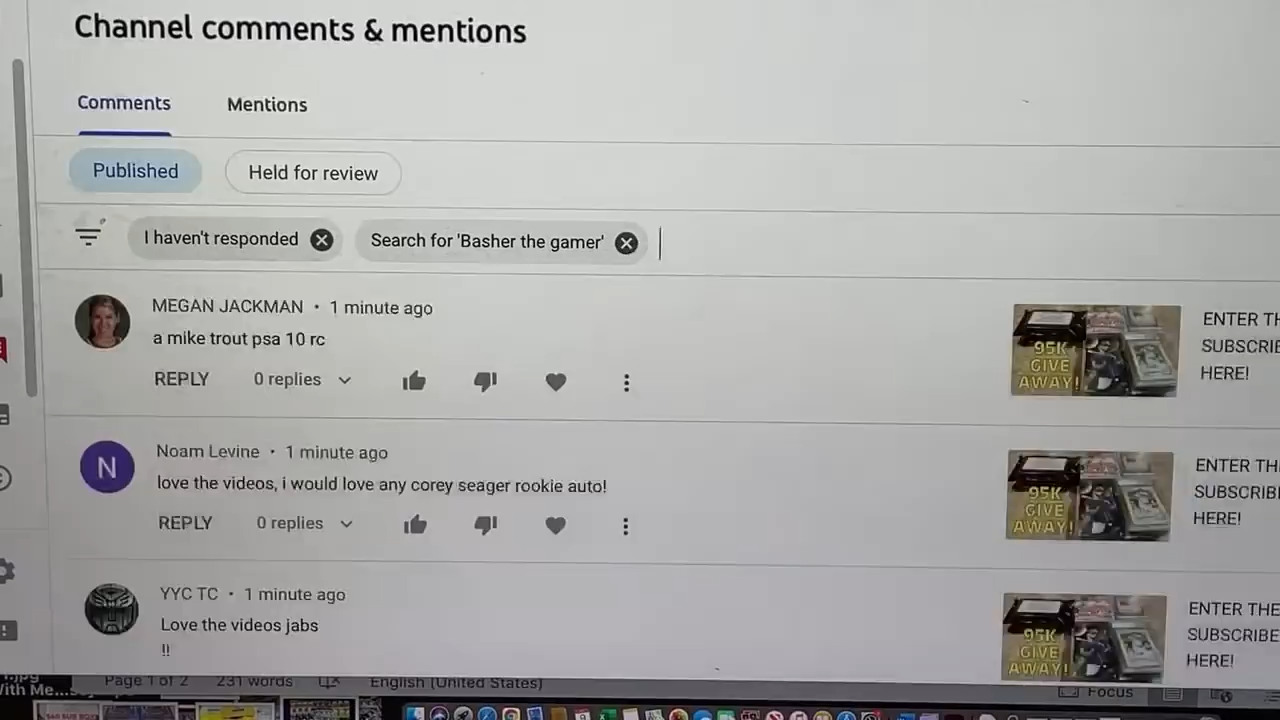 Channel comments & mentions
Comments
Mentions
Published
Held for review
I haven't responded
Search for 'Basher the gamer'
MEGAN JACKMAN • 1 minute ago
a mike trout psa 10 rc
REPLY
0 replies
95K
GIVE
AWAY!
ENTER TH
SUBSCRIE
HERE!
N
Noam Levine • 1 minute ago
love the videos, i would love any corey seager rookie auto!
REPLY
0 replies
95K
GIVE
AWAY!
ENTER TH
SUBSCRIBI
HERE!
YYC TC • 1 minute ago
Love the videos jabs
!!
95K
GIVE
AWAY!
ENTER THE
SUBSCRIBE
HERE!
Page 1 of 2
231 words
English (United States)
Focus
With Me...